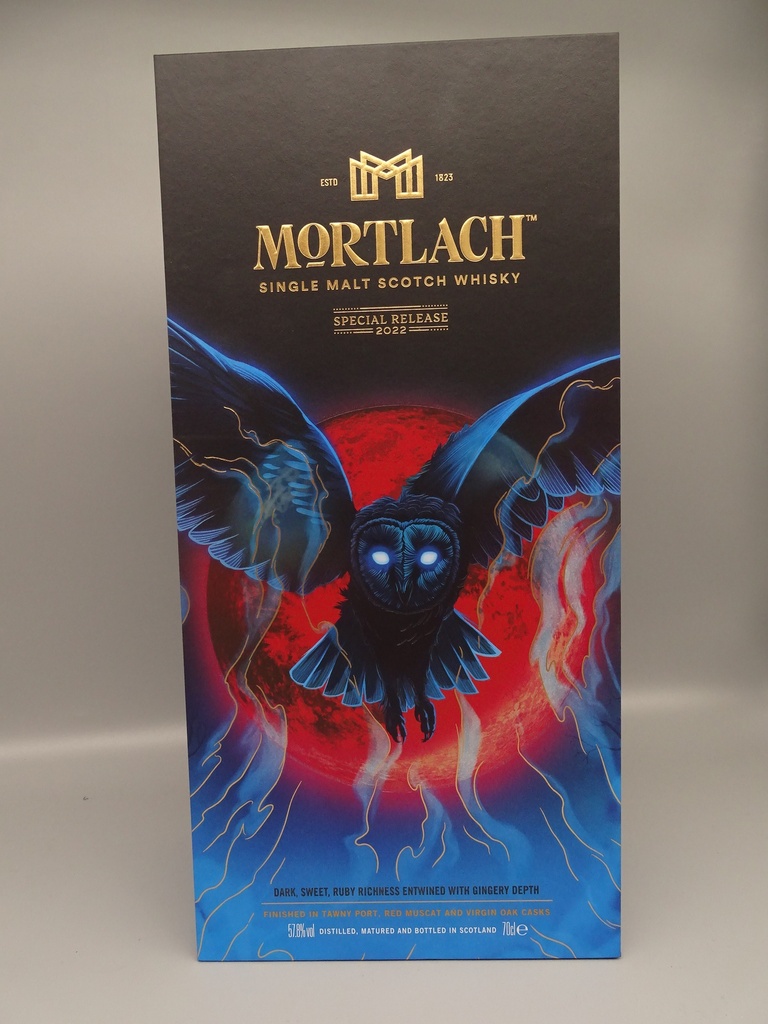 ESTD 1823
MORTLACH™
SINGLE MALT SCOTCH WHISKY
SPECIAL RELEASE
2022
DARK, SWEET, RUBY RICHNESS ENTWINED WITH GINGERY DEPTH
FINISHED IN TAWNY PORT, RED MUSCAT AND VIRGIN OAK CASKS
57.8% vol DISTILLED, MATURED AND BOTTLED IN SCOTLAND 70cl ℮